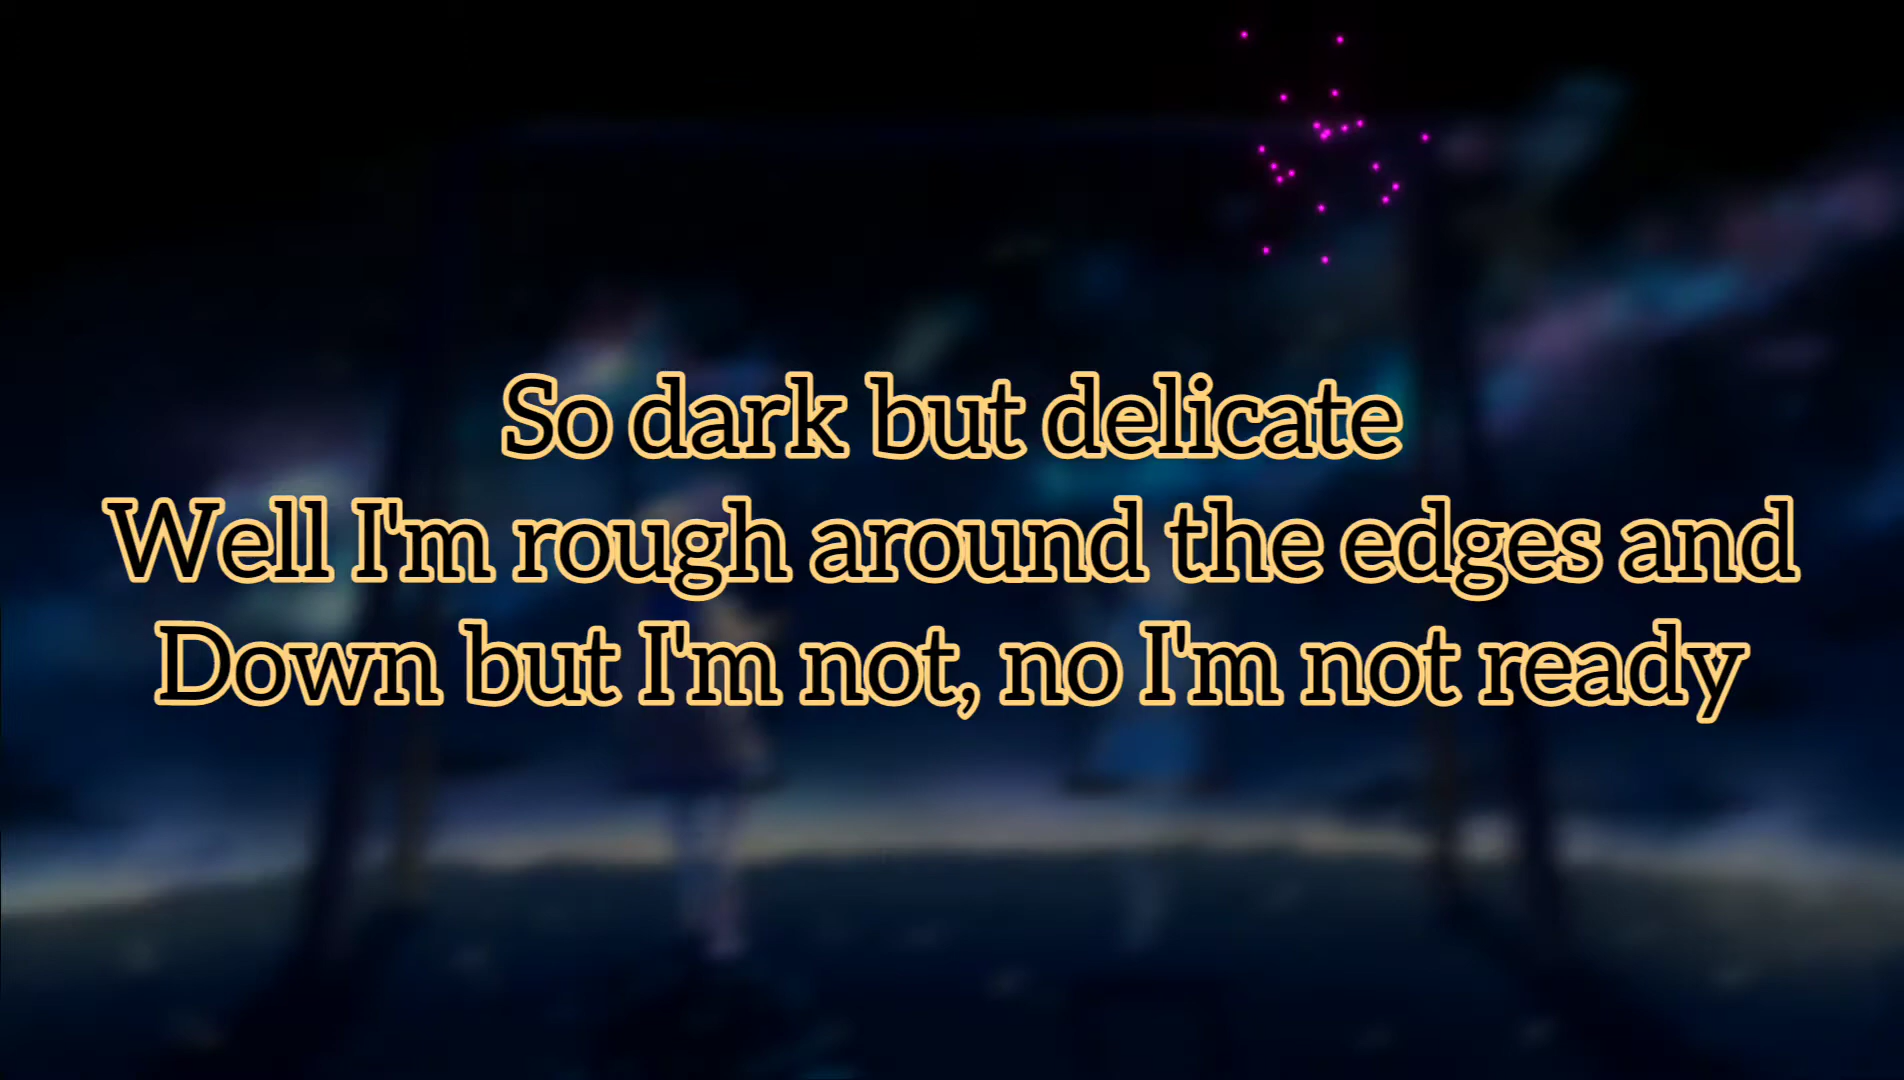 So dark but delicate
Well I'm rough around the edges and
Down but I'm not, no I'm not ready